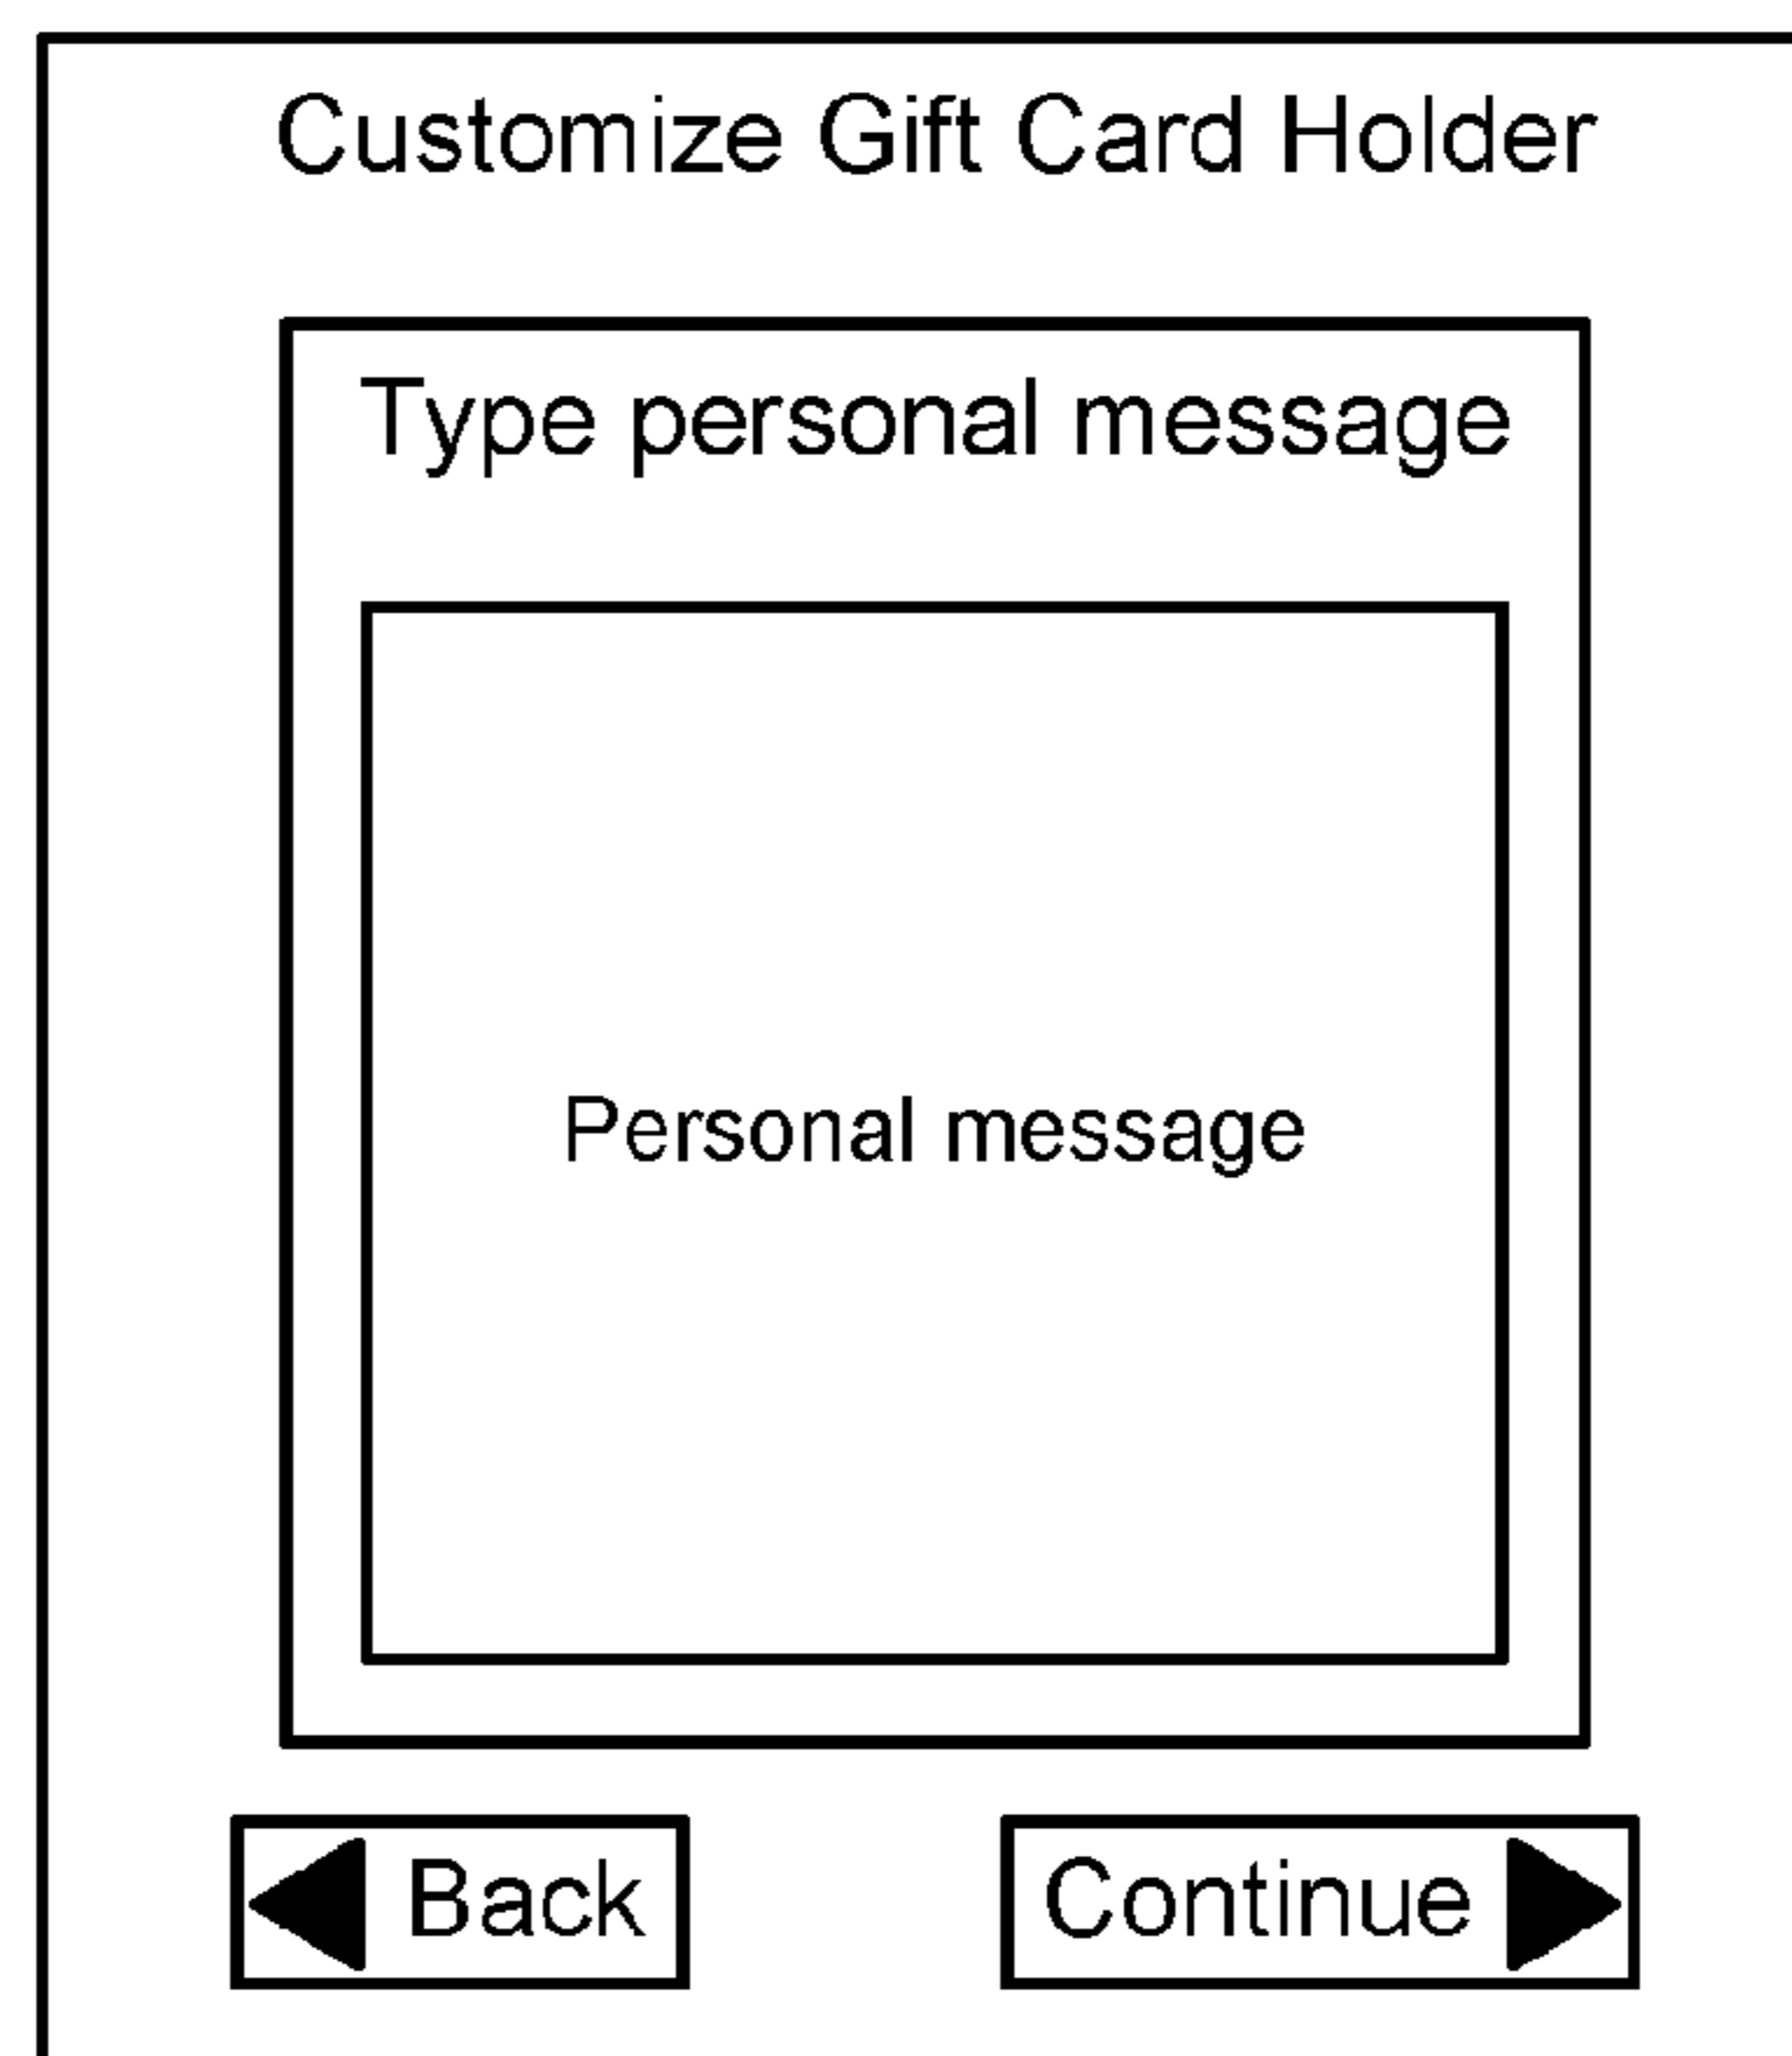 Customize Gift Card Holder
Type personal message
Personal message
Back
Continue